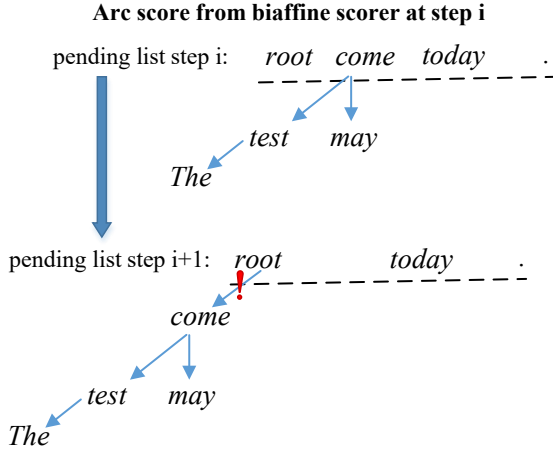 Arc score from biaffine scorer at step i
pending list step i: root come today .
test may
The
pending list step i+1: root today .
!
come
test may
The